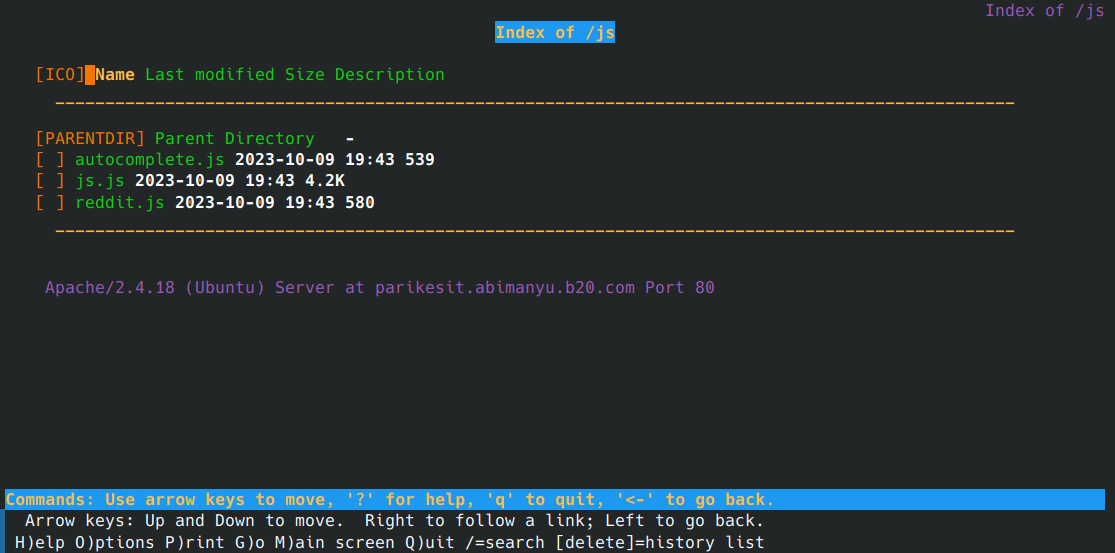 Index of /js
Index of /js
[ICO] Name Last modified Size Description
[PARENTDIR] Parent Directory -
[ ] autocomplete.js 2023-10-09 19:43 539
[ ] js.js 2023-10-09 19:43 4.2K
[ ] reddit.js 2023-10-09 19:43 580
Apache/2.4.18 (Ubuntu) Server at parikesit.abimanyu.b20.com Port 80
Commands: Use arrow keys to move, '?' for help, 'q' to quit, '<-' to go back.
Arrow keys: Up and Down to move. Right to follow a link; Left to go back.
H)elp O)ptions P)rint G)o M)ain screen Q)uit /=search [delete]=history list